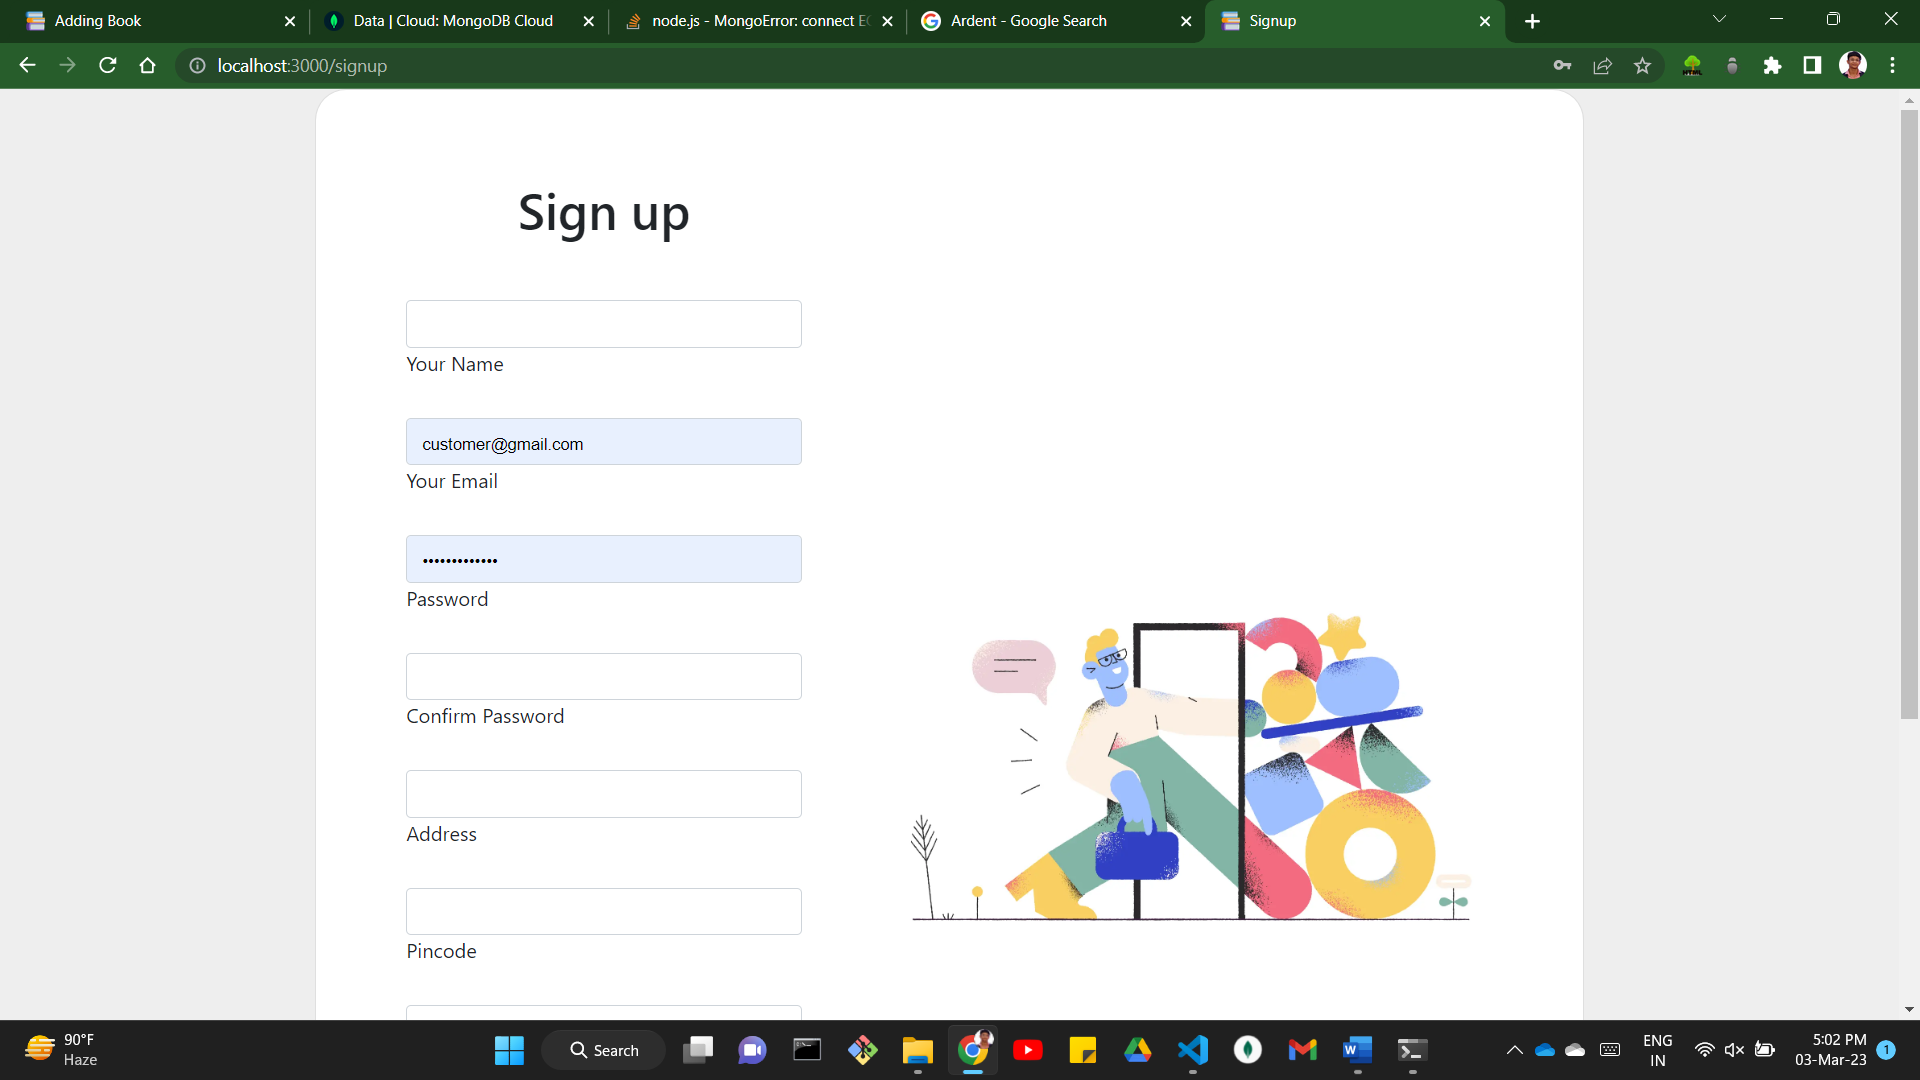 Adding Book
Data | Cloud: MongoDB Cloud
node.js - MongoError: connect EC
Ardent - Google Search
Signup
localhost:3000/signup
HTML
Sign up
Your Name
customer@gmail.com
Your Email
•••••••••••••
Password
Confirm Password
Address
Pincode
90°F
Haze
Search
ENG
IN
5:02 PM
03-Mar-23
1